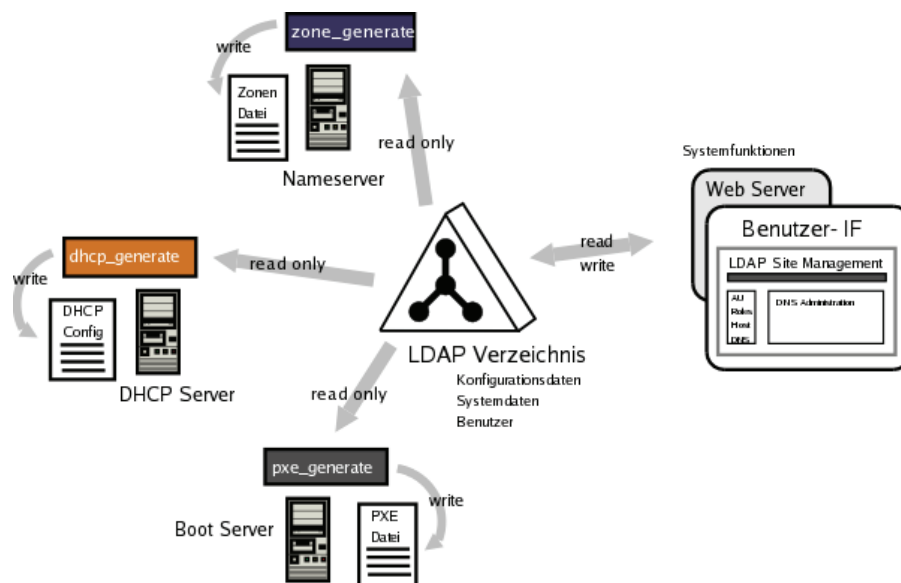 zone_generate
write
Zonen
Datei
read only
Nameserver
Systemfunktionen
Web Server
Benutzer- IF
LDAP Site Management
AU
Roles
Host
DNS
DNS Administration
read
write
dhcp_generate
write
read only
DHCP
Config
DHCP Server
LDAP Verzeichnis
Konfigurationsdaten
Systemdaten
Benutzer
read only
pxe_generate
write
Boot Server
PXE
Datei